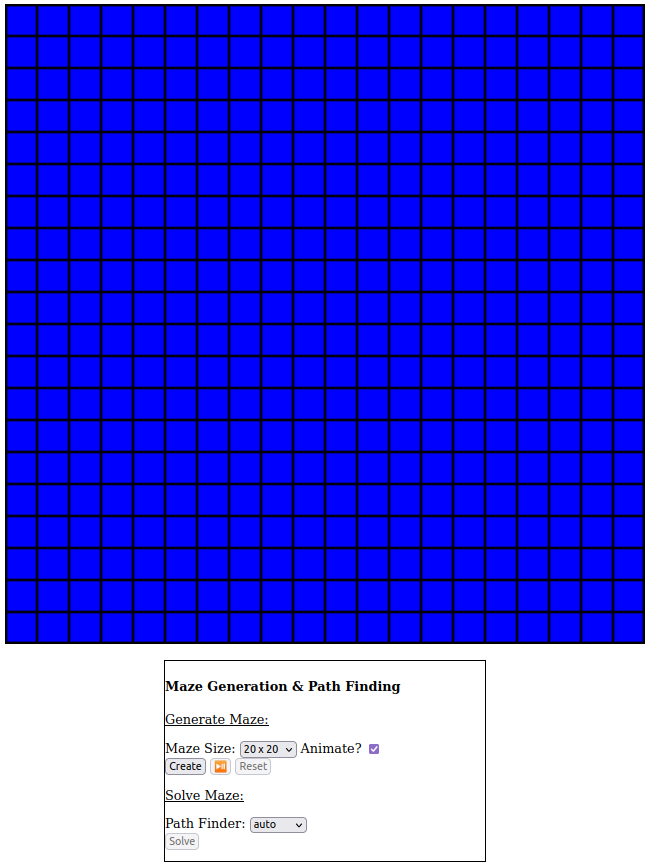 Maze Generation & Path Finding
Generate Maze:
Maze Size: 20 x 20 Animate?
Create ⏯ Reset
Solve Maze:
Path Finder: auto
Solve